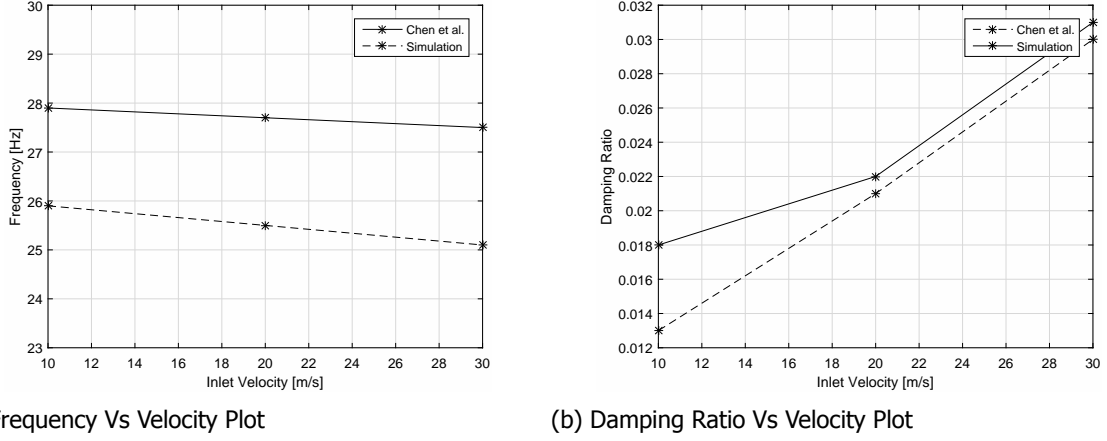 30
29
28
27
26
25
24
23
Frequency [Hz]
Chen et al.
Simulation
10 12 14 16 18 20 22 24 26 28 30
Inlet Velocity [m/s]
0.032
0.03
0.028
0.026
0.024
0.022
0.02
0.018
0.016
0.014
0.012
Damping Ratio
Chen et al.
Simulation
10 12 14 16 18 20 22 24 26 28 30
Inlet Velocity [m/s]
requency Vs Velocity Plot
(b) Damping Ratio Vs Velocity Plot